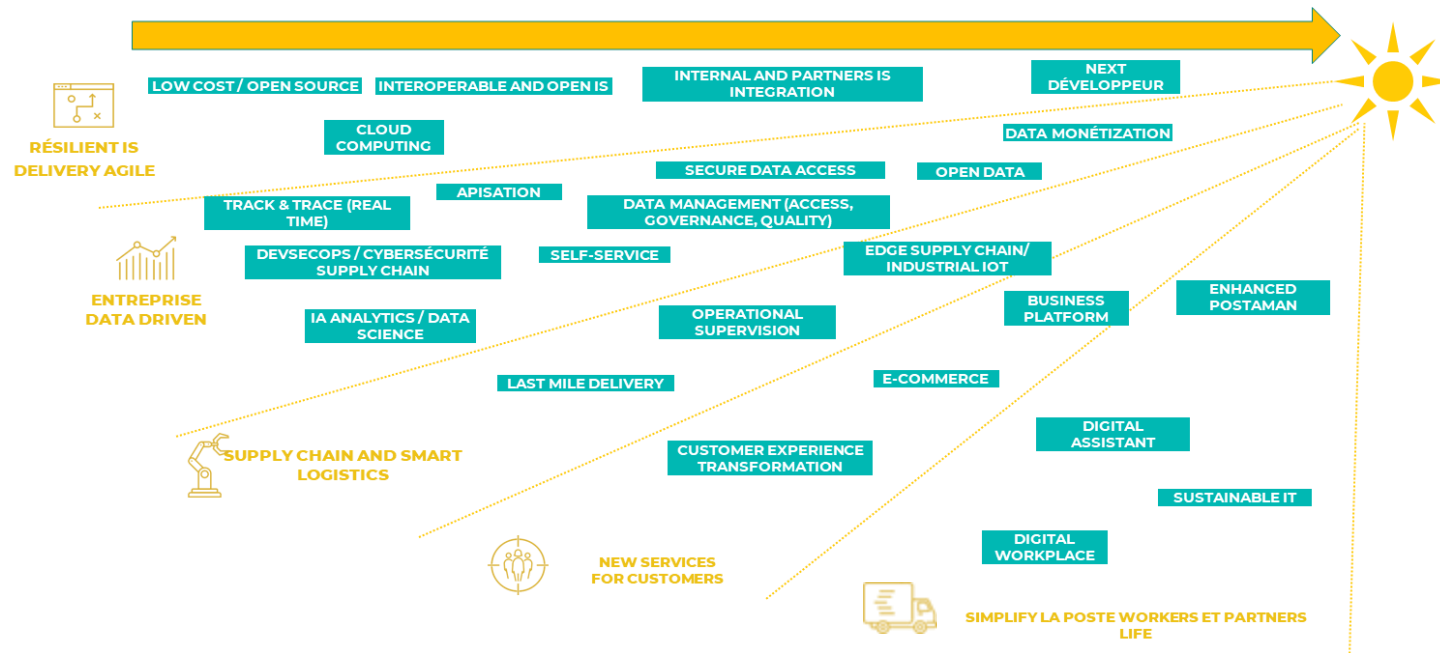 LOW COST / OPEN SOURCE
INTEROPERABLE AND OPEN IS
INTERNAL AND PARTNERS IS
INTEGRATION
NEXT
DÉVELOPPEUR
CLOUD
COMPUTING
DATA MONÉTIZATION
RÉSILIENT IS
DELIVERY AGILE
SECURE DATA ACCESS
OPEN DATA
APISATION
TRACK & TRACE (REAL
TIME)
DATA MANAGEMENT (ACCESS,
GOVERNANCE, QUALITY)
DEVSECOPS / CYBERSÉCURITÉ
SUPPLY CHAIN
SELF-SERVICE
EDGE SUPPLY CHAIN/
INDUSTRIAL IOT
ENTREPRISE
DATA DRIVEN
IA ANALYTICS / DATA
SCIENCE
OPERATIONAL
SUPERVISION
BUSINESS
PLATFORM
ENHANCED
POSTAMAN
LAST MILE DELIVERY
E-COMMERCE
DIGITAL
ASSISTANT
SUPPLY CHAIN AND SMART
LOGISTICS
CUSTOMER EXPERIENCE
TRANSFORMATION
SUSTAINABLE IT
DIGITAL
WORKPLACE
NEW SERVICES
FOR CUSTOMERS
SIMPLIFY LA POSTE WORKERS ET PARTNERS
LIFE